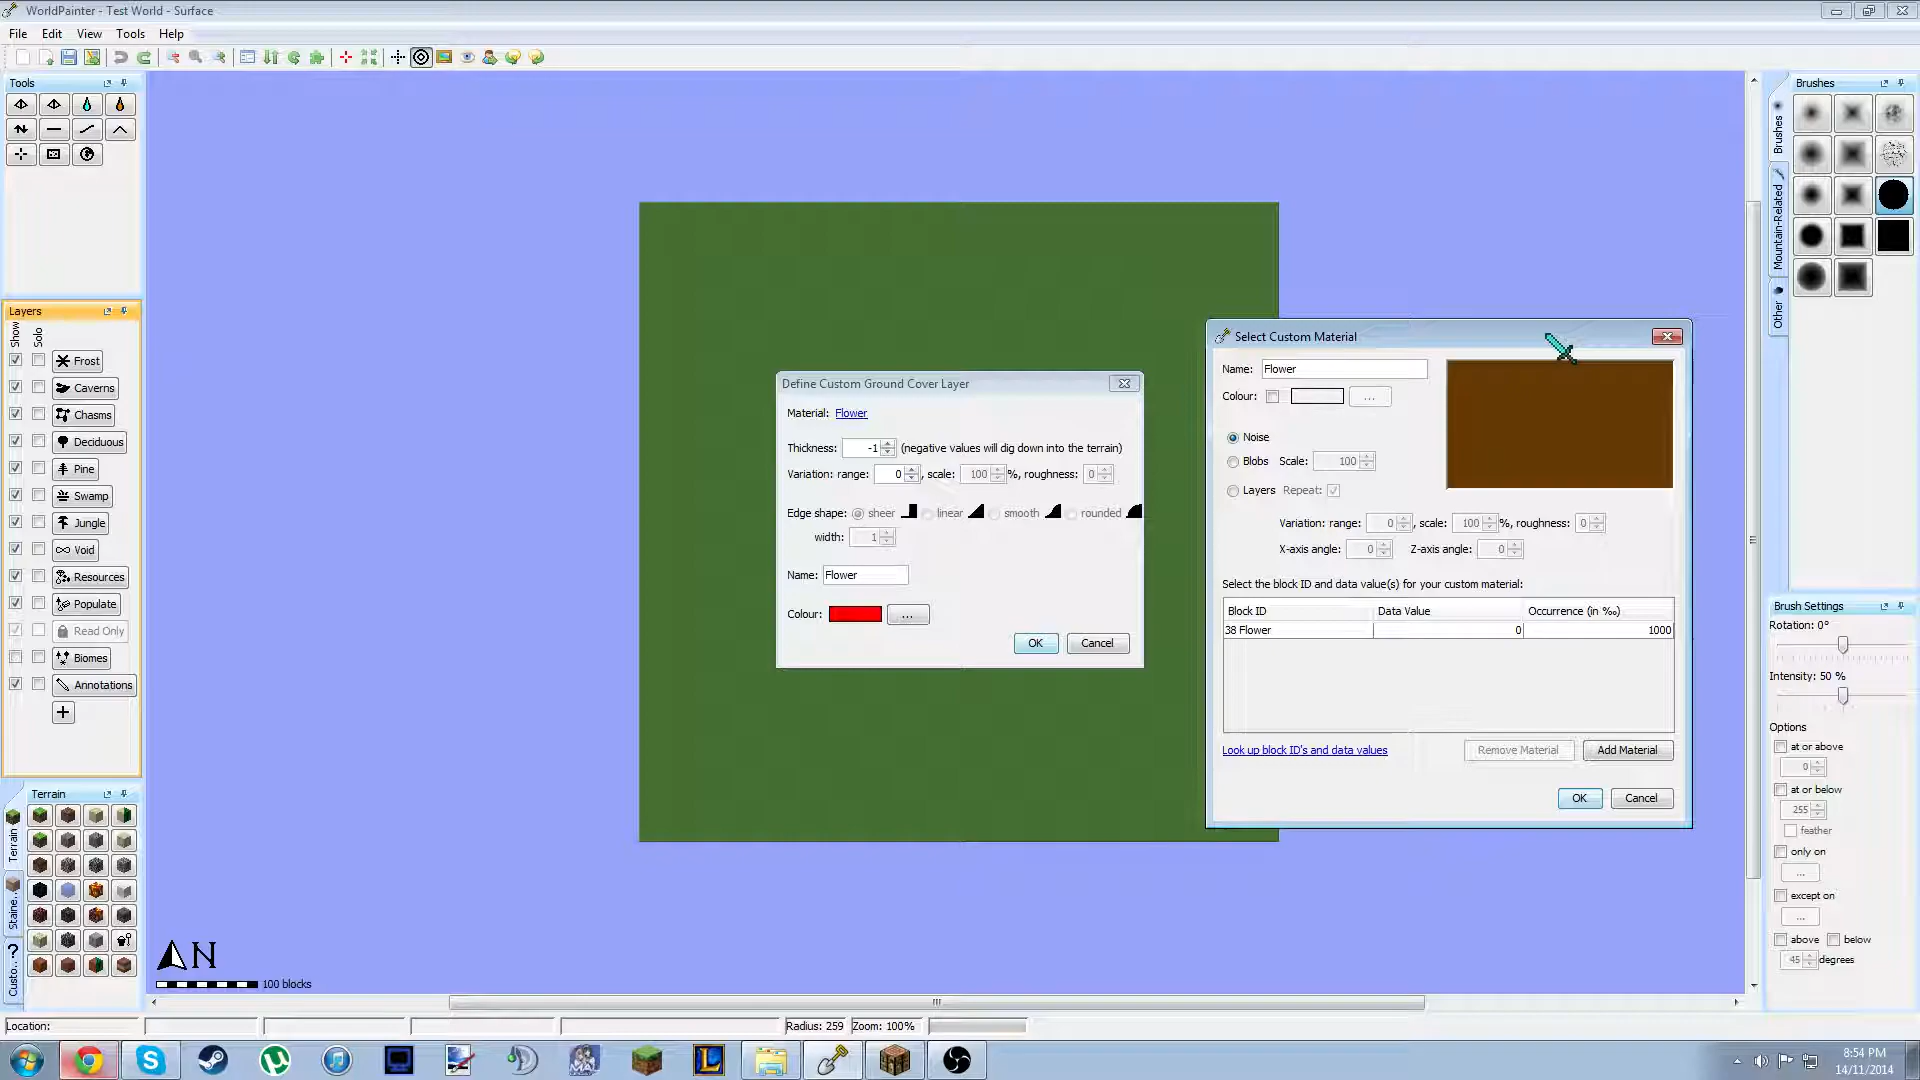 WorldPainter - Test World - Surface
File Edit View Tools Help
Tools
Layers
Show
Solo
Frost
Caverns
Chasms
Deciduous
Pine
Swamp
Jungle
Void
Resources
Populate
Read Only
Biomes
Annotations
Terrain
Terrain
Staine...
Custo...
Define Custom Ground Cover Layer
Material: Flower
Thickness: -1 (negative values will dig down into the terrain)
Variation: range: 0 , scale: 100 %, roughness: 0
Edge shape: sheer linear smooth rounded
width: 1
Name: Flower
Colour: ...
OK Cancel
Select Custom Material
Name: Flower
Colour: ...
Noise
Blobs Scale: 100
Layers Repeat:
Variation: range: 0 , scale: 100 %, roughness: 0
X-axis angle: 0 Z-axis angle: 0
Select the block ID and data value(s) for your custom material:
Block ID Data Value Occurrence (in ‰)
38 Flower 0 1000
Look up block ID's and data values Remove Material Add Material
OK Cancel
Brushes
Brushes
Mountain-Related
Other
Brush Settings
Rotation: 0°
Intensity: 50 %
Options
at or above
0
at or below
255
feather
only on
...
except on
...
above below
45 degrees
N
100 blocks
Location: Radius: 259 Zoom: 100%
8:54 PM
14/11/2014